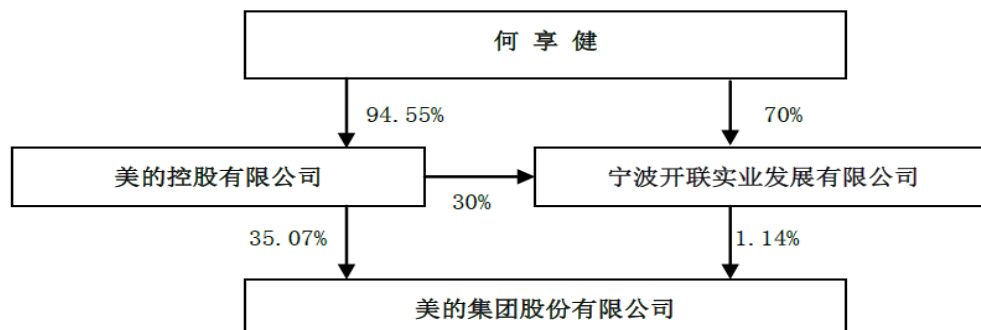 何 享 健
94.55%
70%
美的控股有限公司
宁波开联实业发展有限公司
30%
35.07%
1.14%
美的集团股份有限公司